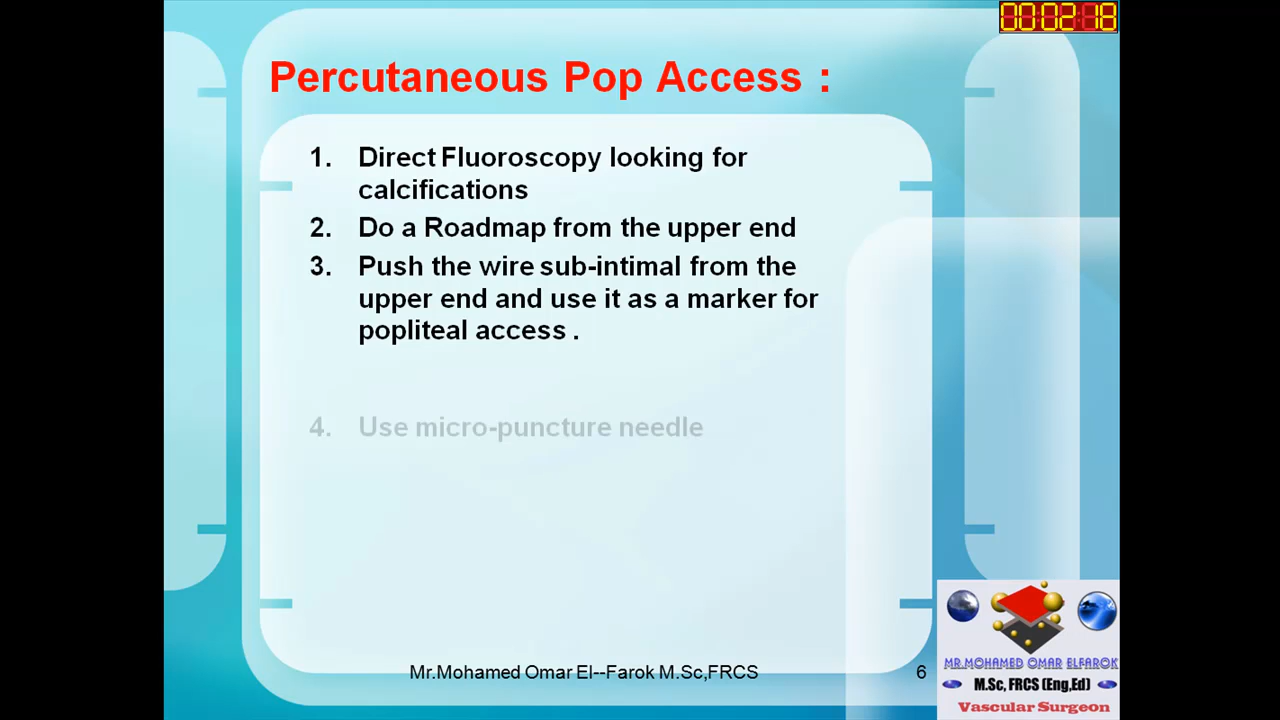 00:02:18
Percutaneous Pop Access :
1. Direct Fluoroscopy looking for
calcifications
2. Do a Roadmap from the upper end
3. Push the wire sub-intimal from the
upper end and use it as a marker for
popliteal access .
4. Use micro-puncture needle
Mr.Mohamed Omar El--Farok M.Sc,FRCS
6
MR.MOHAMED OMAR ELFAROK
M.Sc, FRCS (Eng,Ed)
Vascular Surgeon